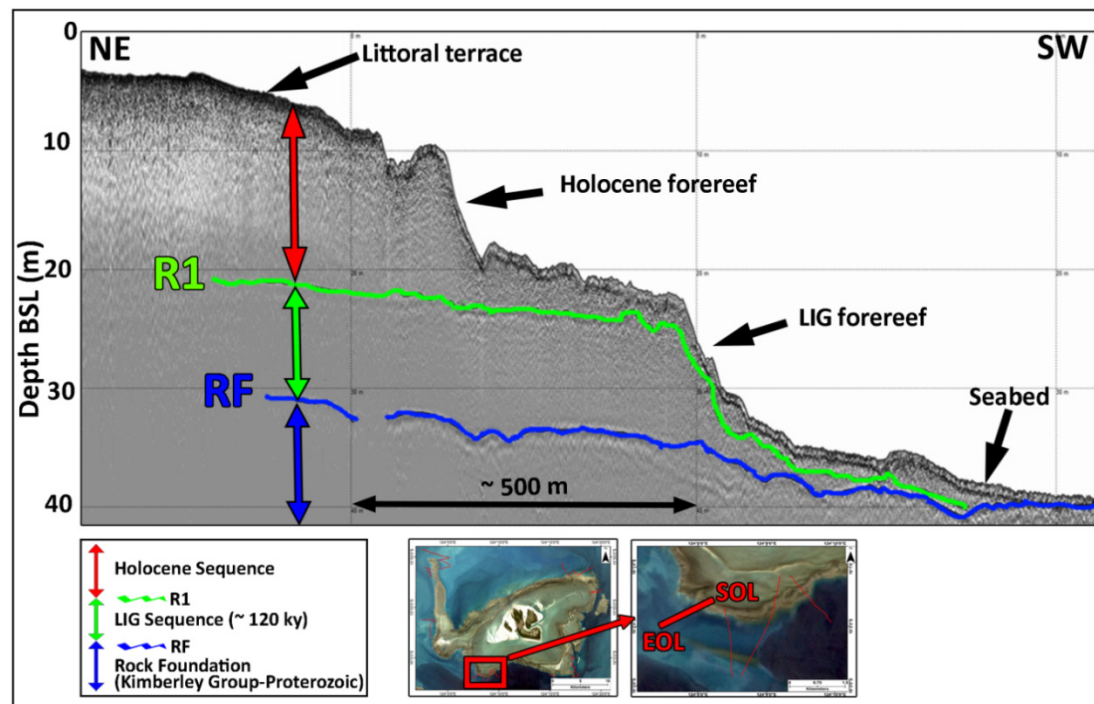 0
NE
SW
Littoral terrace
10
Holocene forereef
20
R1
LIG forereef
Depth BSL (m)
30
RF
Seabed
~ 500 m
40
Holocene Sequence
R1
LIG Sequence (~ 120 ky)
RF
Rock Foundation
(Kimberley Group-Proterozoic)
SOL
EOL